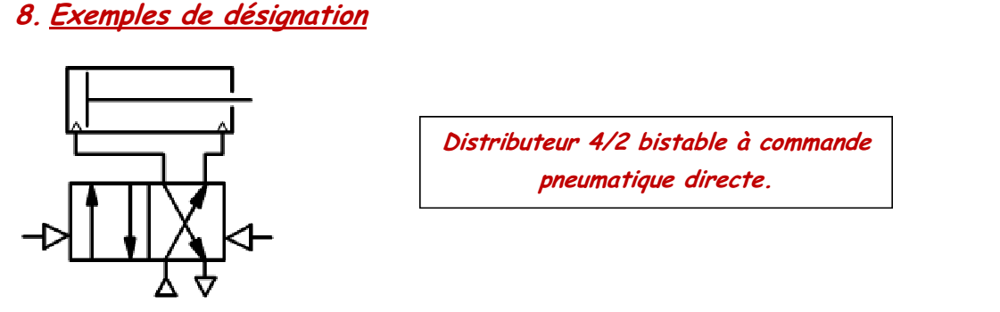 8. Exemples de désignation
Distributeur 4/2 bistable à commande
pneumatique directe.